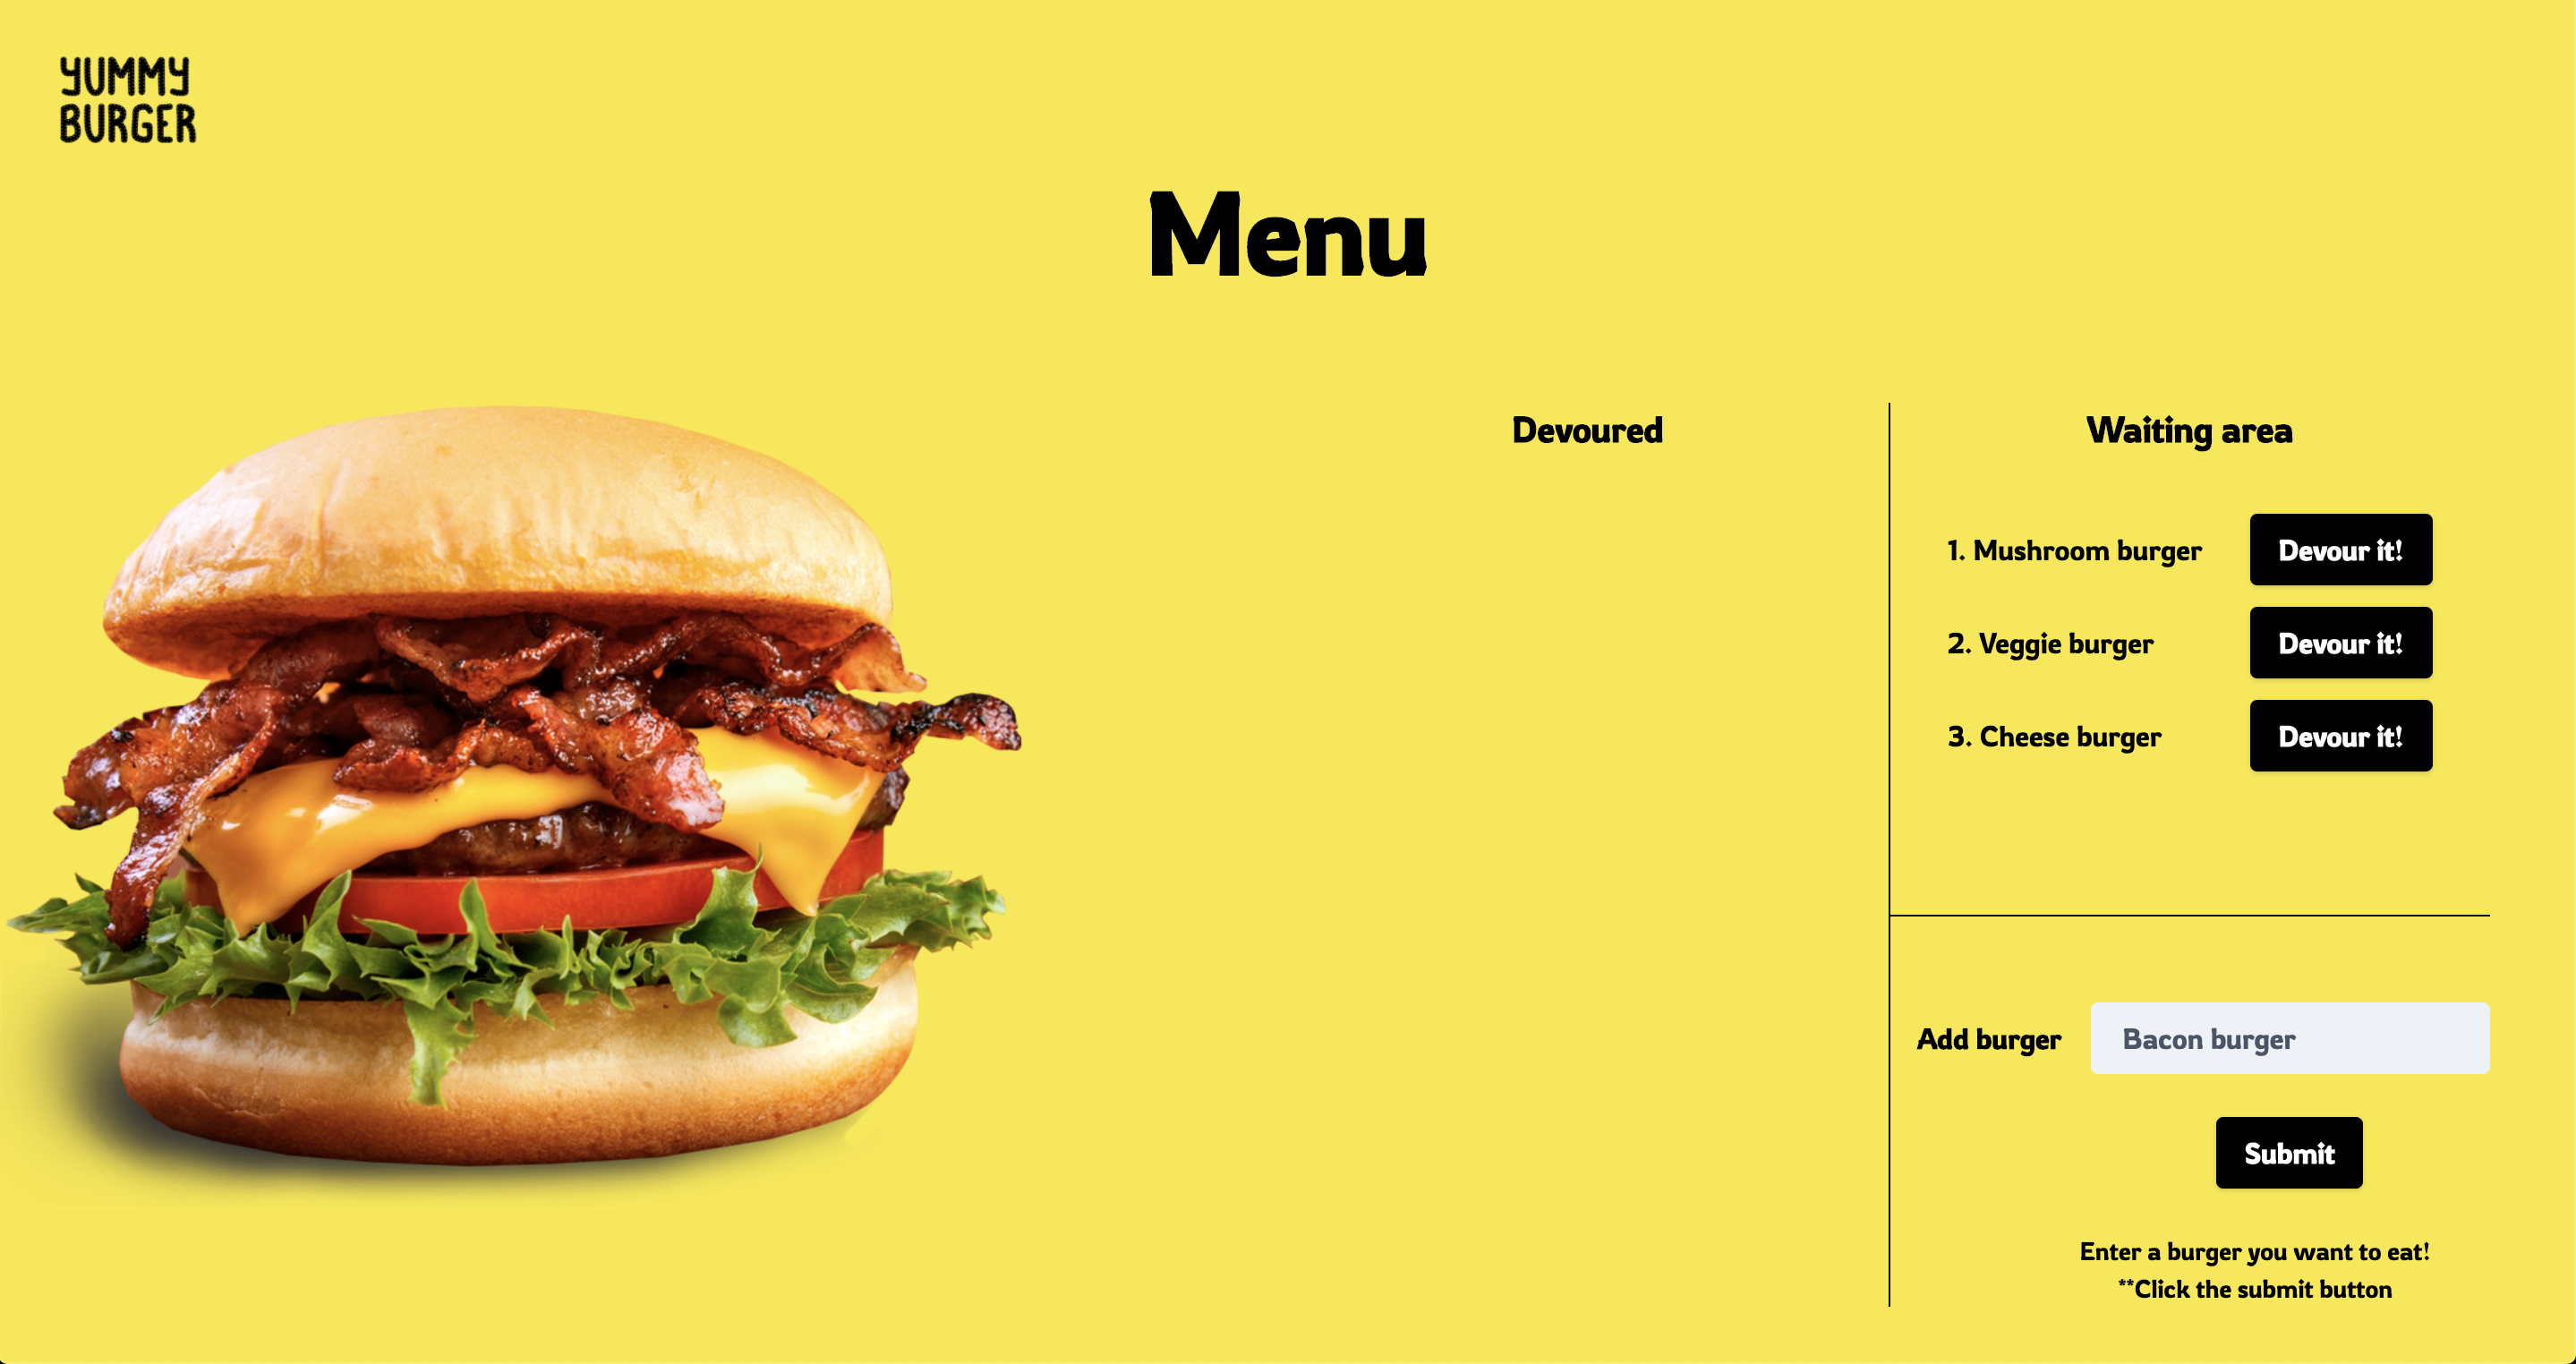 YUMMY
BURGER
Menu
Devoured
Waiting area
1. Mushroom burger
Devour it!
2. Veggie burger
Devour it!
3. Cheese burger
Devour it!
Add burger
Bacon burger
Submit
Enter a burger you want to eat!
**Click the submit button